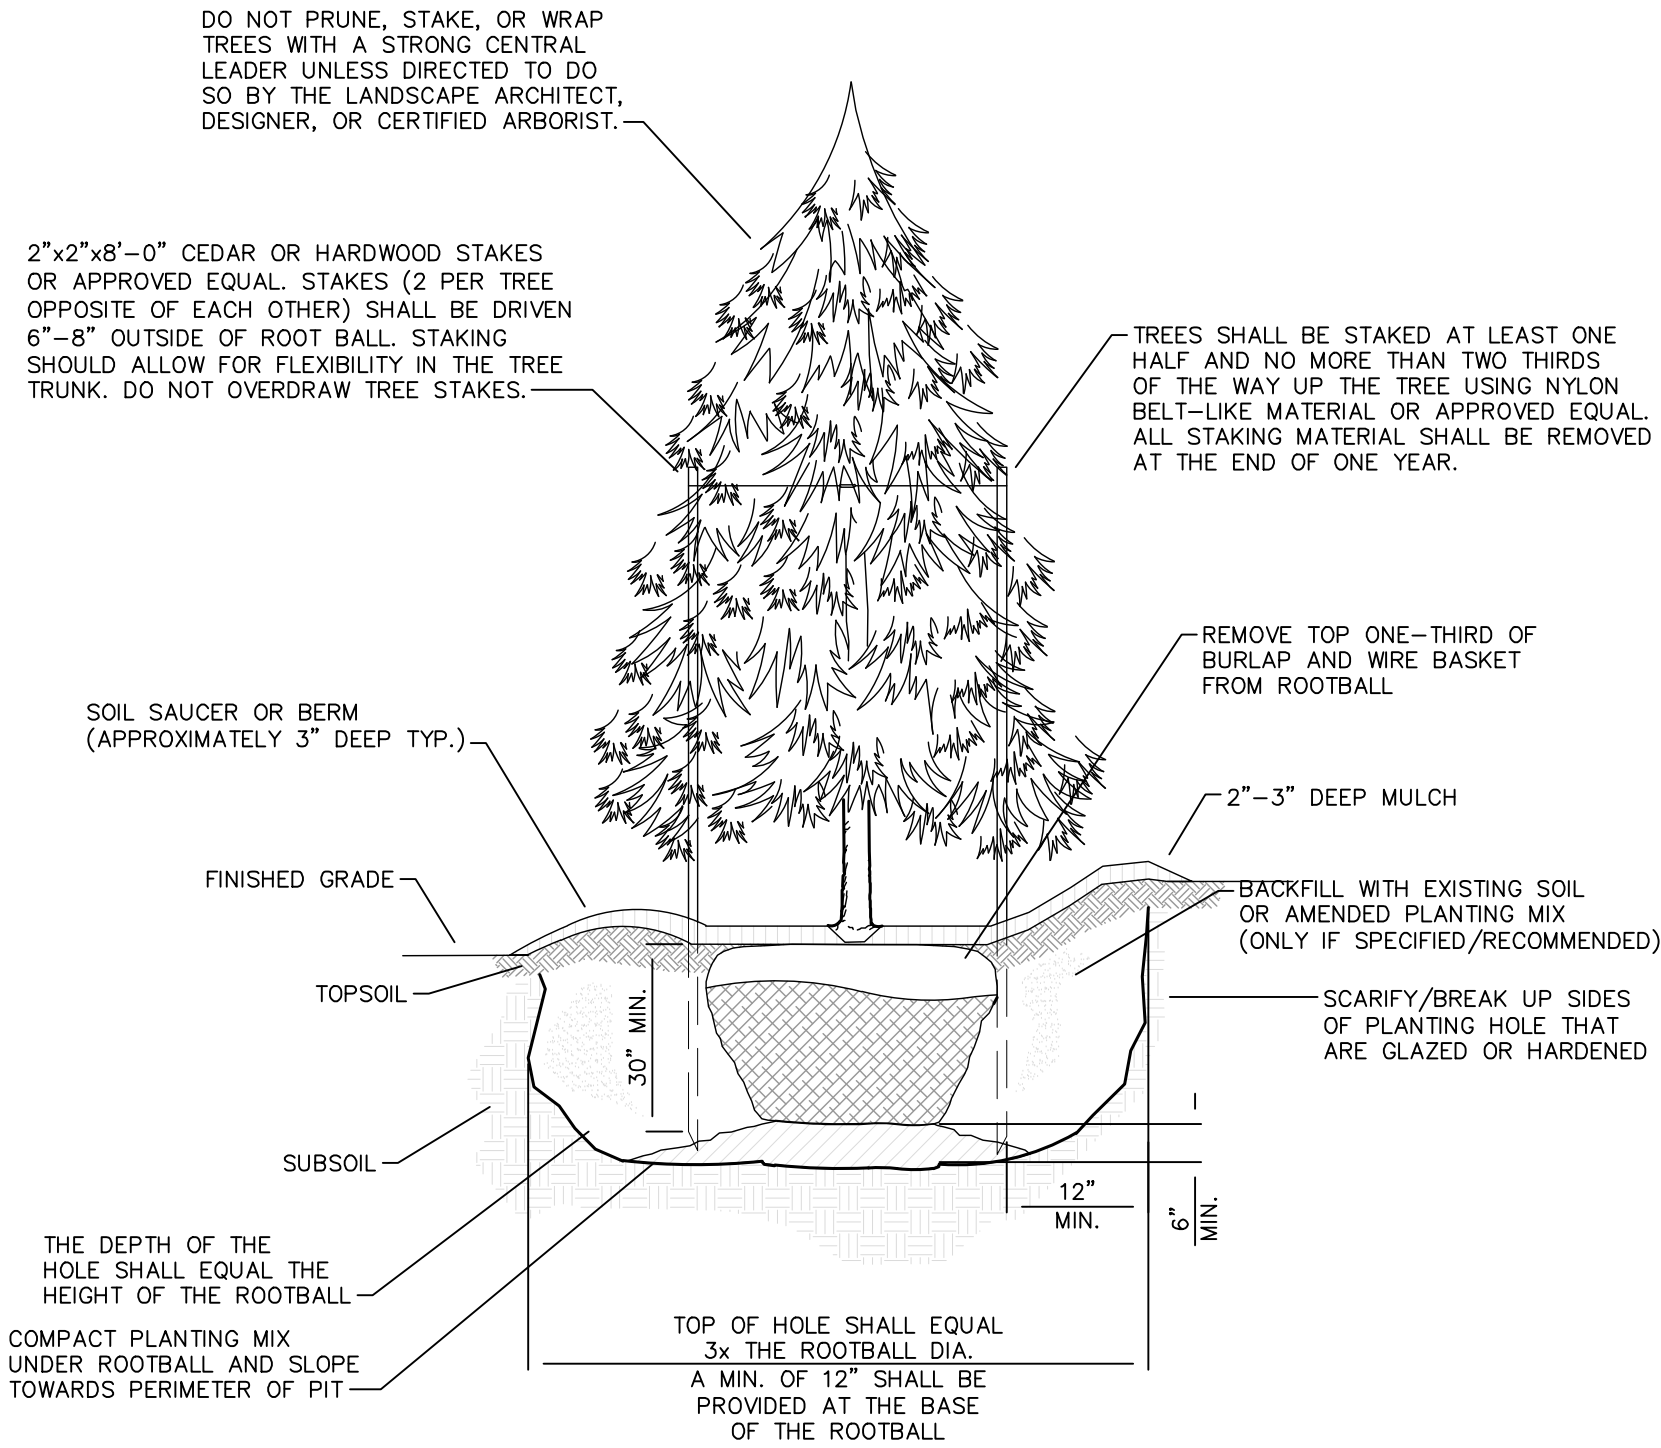 DO NOT PRUNE, STAKE, OR WRAP
TREES WITH A STRONG CENTRAL
LEADER UNLESS DIRECTED TO DO
SO BY THE LANDSCAPE ARCHITECT,
DESIGNER, OR CERTIFIED ARBORIST.
2"x2"x8'-0" CEDAR OR HARDWOOD STAKES
OR APPROVED EQUAL. STAKES (2 PER TREE
OPPOSITE OF EACH OTHER) SHALL BE DRIVEN
6"-8" OUTSIDE OF ROOT BALL. STAKING
SHOULD ALLOW FOR FLEXIBILITY IN THE TREE
TRUNK. DO NOT OVERDRAW TREE STAKES.
TREES SHALL BE STAKED AT LEAST ONE
HALF AND NO MORE THAN TWO THIRDS
OF THE WAY UP THE TREE USING NYLON
BELT-LIKE MATERIAL OR APPROVED EQUAL.
ALL STAKING MATERIAL SHALL BE REMOVED
AT THE END OF ONE YEAR.
REMOVE TOP ONE-THIRD OF
BURLAP AND WIRE BASKET
FROM ROOTBALL
SOIL SAUCER OR BERM
(APPROXIMATELY 3" DEEP TYP.)
2"-3" DEEP MULCH
FINISHED GRADE
BACKFILL WITH EXISTING SOIL
OR AMENDED PLANTING MIX
(ONLY IF SPECIFIED/RECOMMENDED)
TOPSOIL
SCARIFY/BREAK UP SIDES
OF PLANTING HOLE THAT
ARE GLAZED OR HARDENED
30" MIN.
SUBSOIL
12"
MIN.
6"
MIN.
THE DEPTH OF THE
HOLE SHALL EQUAL THE
HEIGHT OF THE ROOTBALL
COMPACT PLANTING MIX
UNDER ROOTBALL AND SLOPE
TOWARDS PERIMETER OF PIT
TOP OF HOLE SHALL EQUAL
3x THE ROOTBALL DIA.
A MIN. OF 12" SHALL BE
PROVIDED AT THE BASE
OF THE ROOTBALL